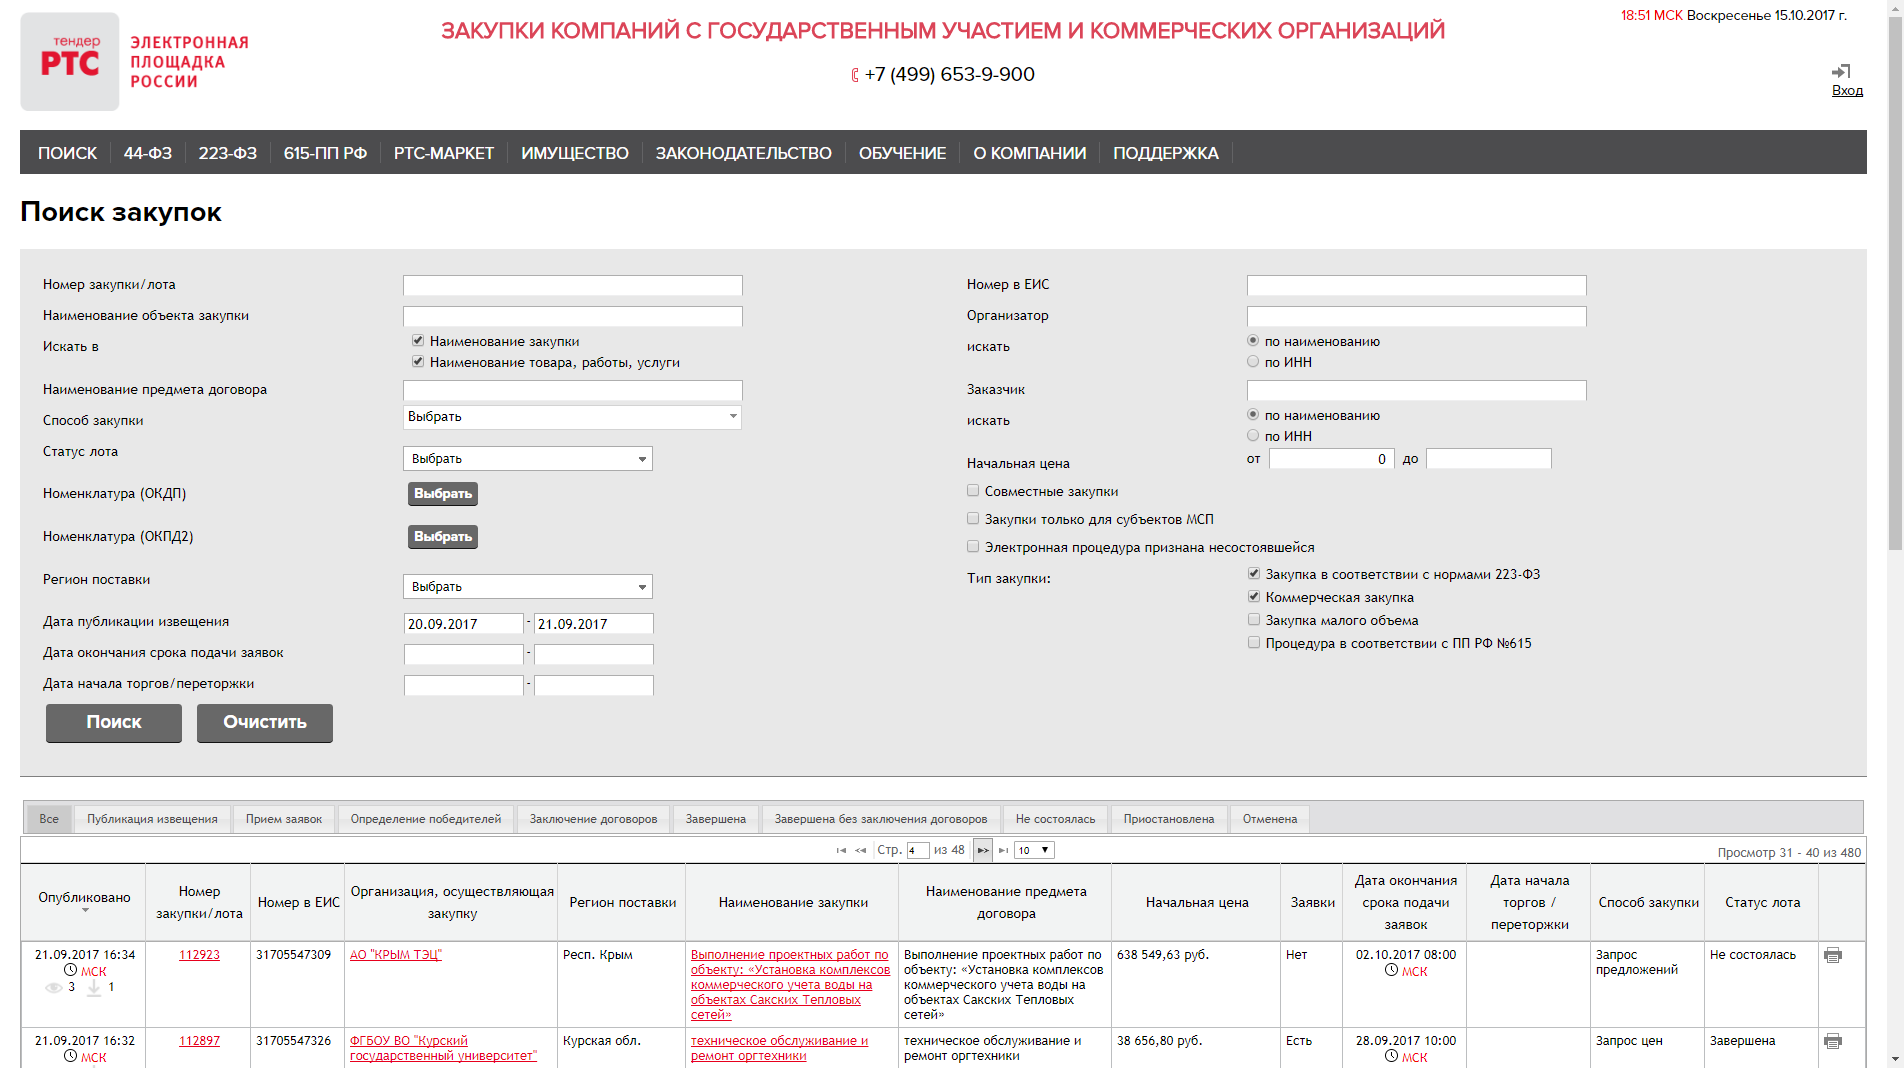 тендер
РТС
ЭЛЕКТРОННАЯ
ПЛОЩАДКА
РОССИИ
ЗАКУПКИ КОМПАНИЙ С ГОСУДАРСТВЕННЫМ УЧАСТИЕМ И КОММЕРЧЕСКИХ ОРГАНИЗАЦИЙ
+7 (499) 653-9-900
18:51 МСК Воскресенье 15.10.2017 г.
Вход
ПОИСК 44-ФЗ 223-ФЗ 615-ПП РФ РТС-МАРКЕТ ИМУЩЕСТВО ЗАКОНОДАТЕЛЬСТВО ОБУЧЕНИЕ О КОМПАНИИ ПОДДЕРЖКА
Поиск закупок
Номер закупки/лота
Наименование объекта закупки
Искать в
Наименование закупки
Наименование товара, работы, услуги
Наименование предмета договора
Способ закупки Выбрать
Статус лота Выбрать
Номенклатура (ОКДП) Выбрать
Номенклатура (ОКПД2) Выбрать
Регион поставки Выбрать
Дата публикации извещения 20.09.2017 - 21.09.2017
Дата окончания срока подачи заявок -
Дата начала торгов/переторжки -
Поиск Очистить
Номер в ЕИС
Организатор
искать по наименованию
по ИНН
Заказчик
искать по наименованию
по ИНН
Начальная цена от 0 до
Совместные закупки
Закупки только для субъектов МСП
Электронная процедура признана несостоявшейся
Тип закупки: Закупка в соответствии с нормами 223-ФЗ
Коммерческая закупка
Закупка малого объема
Процедура в соответствии с ПП РФ №615
Все Публикация извещения Прием заявок Определение победителей Заключение договоров Завершена Завершена без заключения договоров Не состоялась Приостановлена Отменена
Стр. 4 из 48 10
Просмотр 31 - 40 из 480
Опубликовано
Номер закупки/лота
Номер в ЕИС
Организация, осуществляющая закупку
Регион поставки
Наименование закупки
Наименование предмета договора
Начальная цена
Заявки
Дата окончания срока подачи заявок
Дата начала торгов / переторжки
Способ закупки
Статус лота
21.09.2017 16:34
МСК
3 1
112923
31705547309
АО "КРЫМ ТЭЦ"
Респ. Крым
Выполнение проектных работ по
объекту: «Установка комплексов
коммерческого учета воды на
объектах Сакских Тепловых
сетей»
Выполнение проектных работ по
объекту: «Установка комплексов
коммерческого учета воды на
объектах Сакских Тепловых
сетей»
638 549,63 руб.
Нет
02.10.2017 08:00
МСК
Запрос
предложений
Не состоялась
21.09.2017 16:32
МСК
112897
31705547326
ФГБОУ ВО "Курский
государственный университет"
Курская обл.
техническое обслуживание и
ремонт оргтехники
техническое обслуживание и
ремонт оргтехники
38 656,80 руб.
Есть
28.09.2017 10:00
МСК
Запрос цен
Завершена